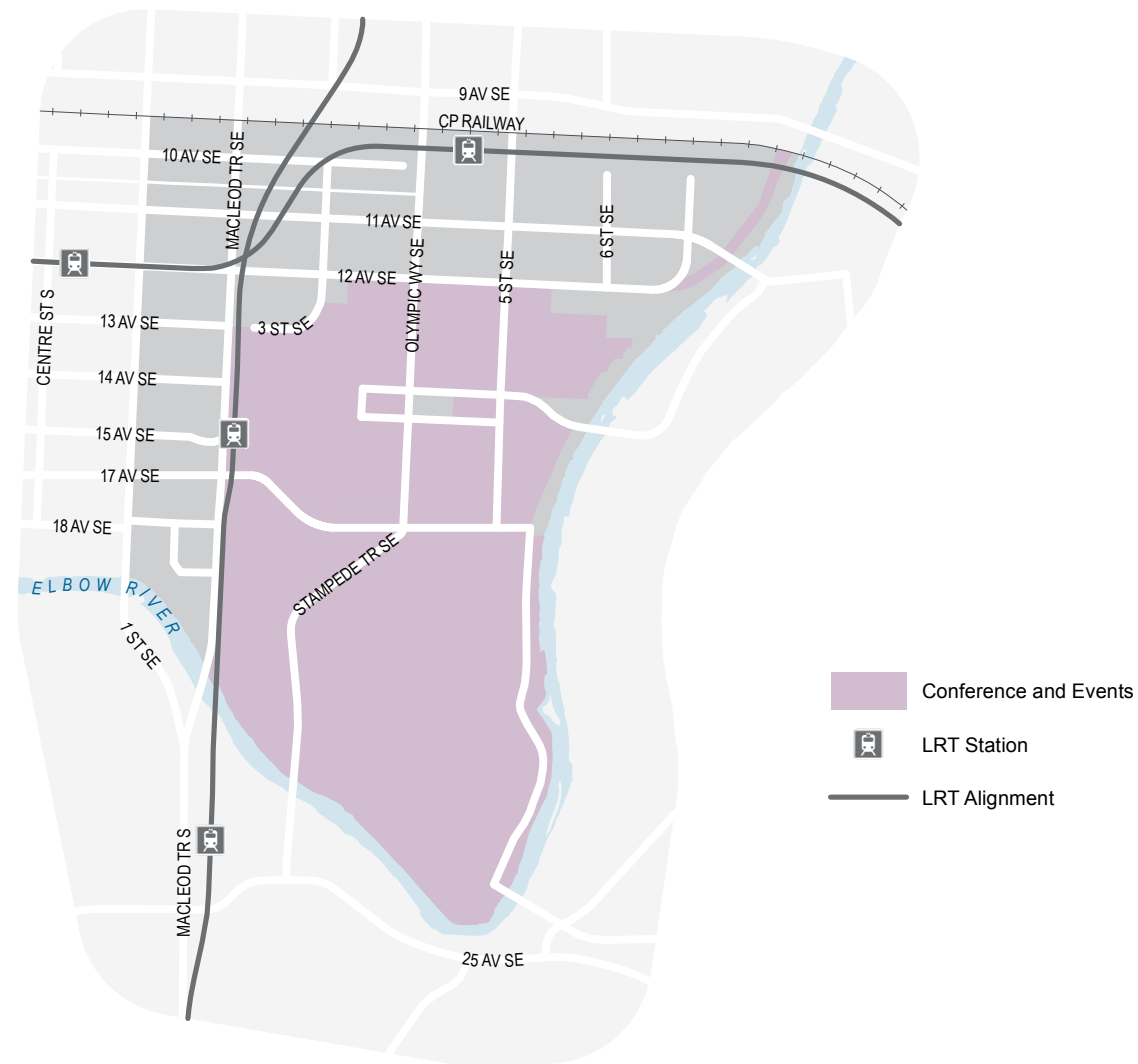 9 AV SE
CP RAILWAY
10 AV SE
MACLEOD TR SE
11 AV SE
6 ST SE
12 AV SE
5 ST SE
OLYMPIC WY SE
CENTRE ST S
13 AV SE
3 ST SE
14 AV SE
15 AV SE
17 AV SE
18 AV SE
STAMPEDE TR SE
ELBOW RIVER
1 ST SE
MACLEOD TR S
25 AV SE
Conference and Events
LRT Station
LRT Alignment